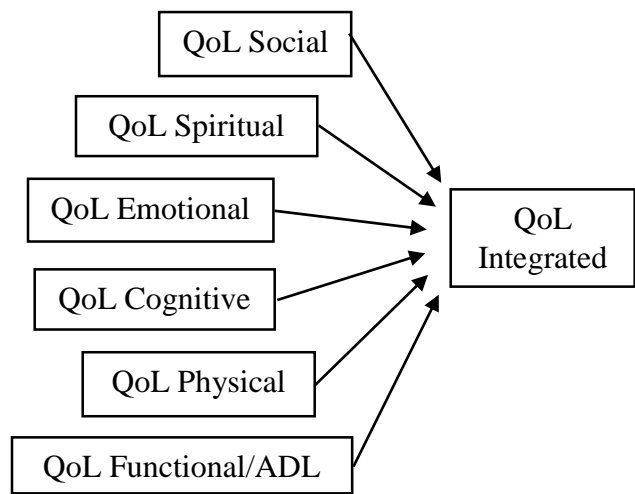 QoL Social
QoL Spiritual
QoL Emotional
QoL Cognitive
QoL Physical
QoL Functional/ADL
QoL
Integrated